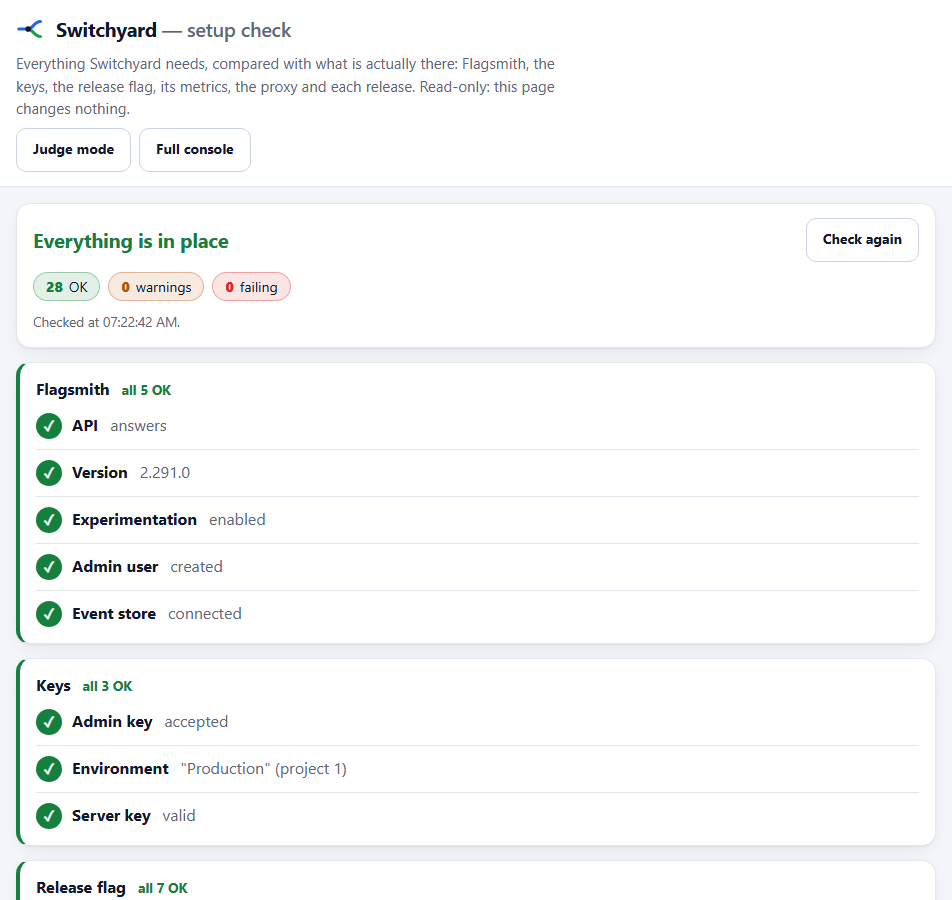 Switchyard — setup check
Everything Switchyard needs, compared with what is actually there: Flagsmith, the
keys, the release flag, its metrics, the proxy and each release. Read-only: this page
changes nothing.
Judge mode
Full console
Everything is in place
Check again
28 OK
0 warnings
0 failing
Checked at 07:22:42 AM.
Flagsmith all 5 OK
API answers
Version 2.291.0
Experimentation enabled
Admin user created
Event store connected
Keys all 3 OK
Admin key accepted
Environment "Production" (project 1)
Server key valid
Release flag all 7 OK